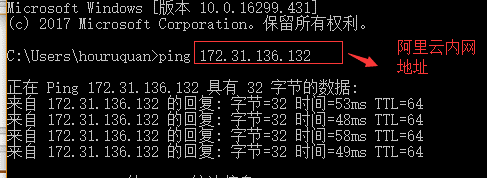 Microsoft Windows [版本 10.0.16299.431]
(c) 2017 Microsoft Corporation。保留所有权利。
C:\Users\houruquan>ping 172.31.136.132
阿里云内网
地址
正在 Ping 172.31.136.132 具有 32 字节的数据:
来自 172.31.136.132 的回复: 字节=32 时间=53ms TTL=64
来自 172.31.136.132 的回复: 字节=32 时间=48ms TTL=64
来自 172.31.136.132 的回复: 字节=32 时间=58ms TTL=64
来自 172.31.136.132 的回复: 字节=32 时间=49ms TTL=64